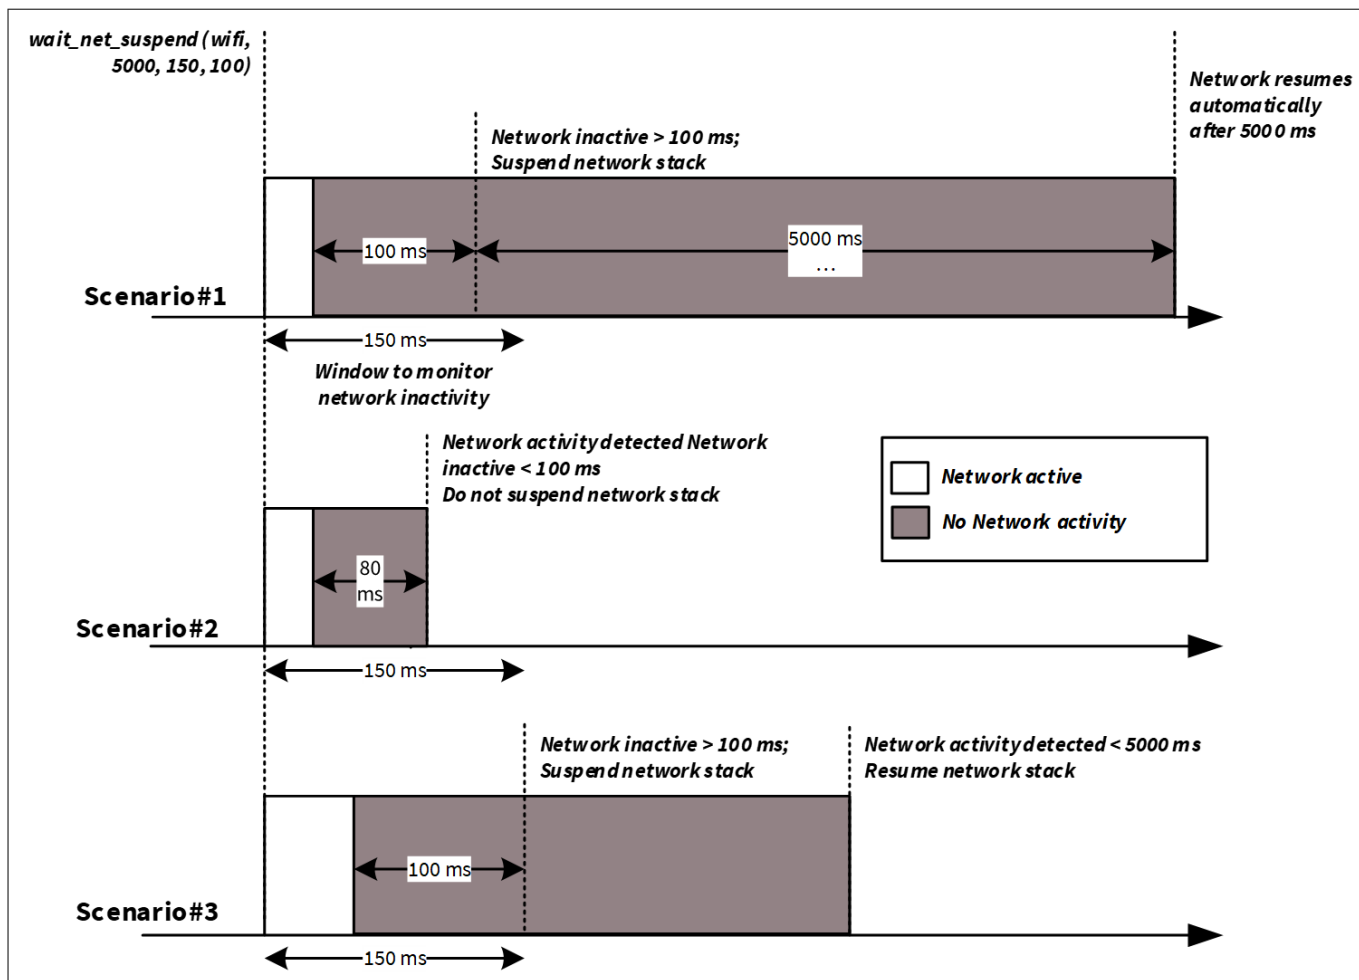 wait_net_suspend (wifi,
5000, 150, 100)
Network resumes
automatically
after 5000 ms
Network inactive > 100 ms;
Suspend network stack
100 ms
5000 ms
...
Scenario#1
150 ms
Window to monitor
network inactivity
Network activity detected Network
inactive < 100 ms
Do not suspend network stack
Network active
No Network activity
80
ms
Scenario#2
150 ms
Network inactive > 100 ms;
Suspend network stack
Network activity detected < 5000 ms
Resume network stack
100 ms
Scenario#3
150 ms